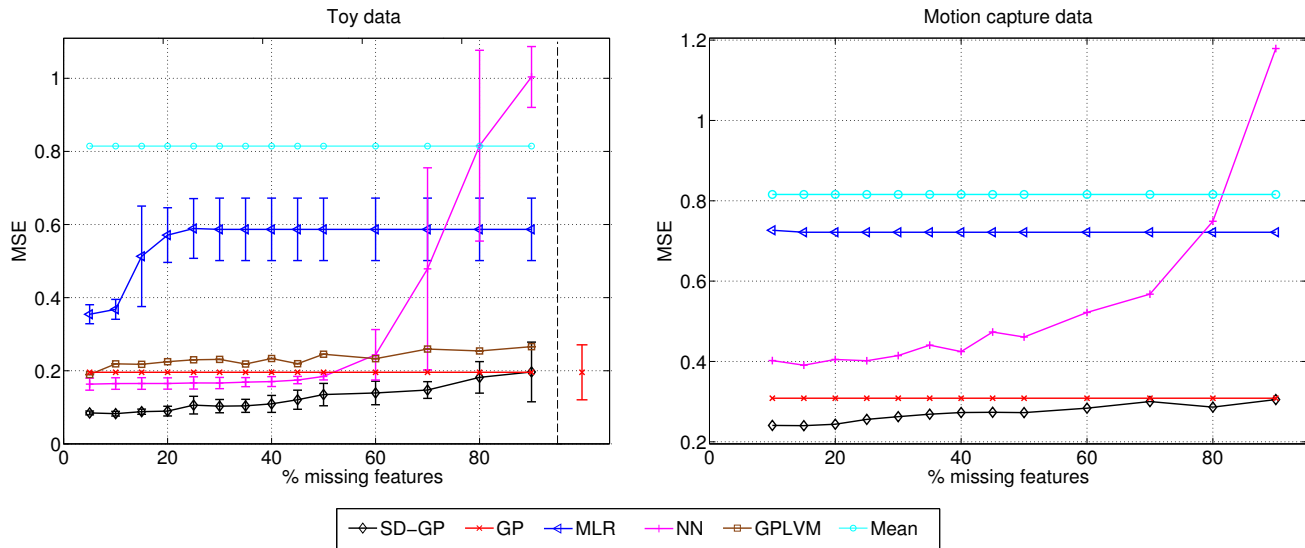 Toy data
MSE
1
0.8
0.6
0.4
0.2
0
0 20 40 60 80
% missing features
Motion capture data
MSE
1.2
1
0.8
0.6
0.4
0.2
0 20 40 60 80
% missing features
SD−GP GP MLR NN GPLVM Mean